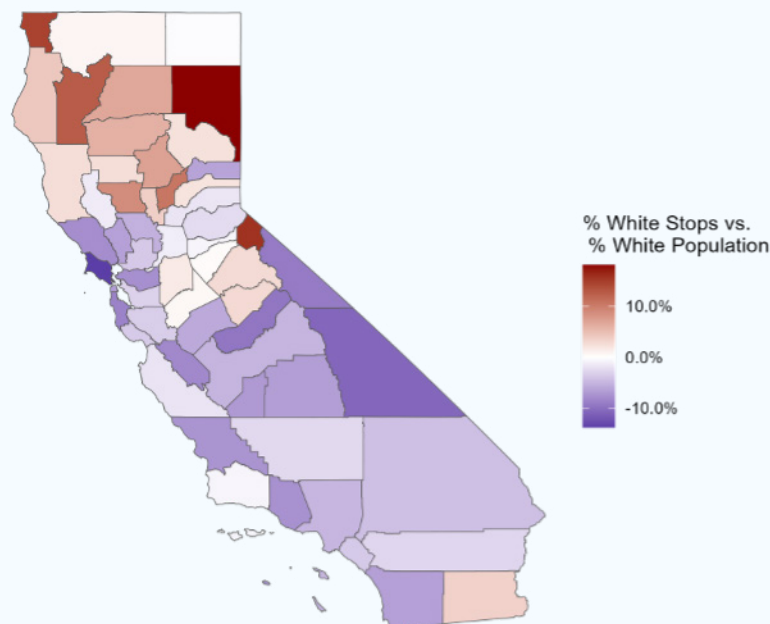 % White Stops vs.
% White Population
10.0%
0.0%
-10.0%